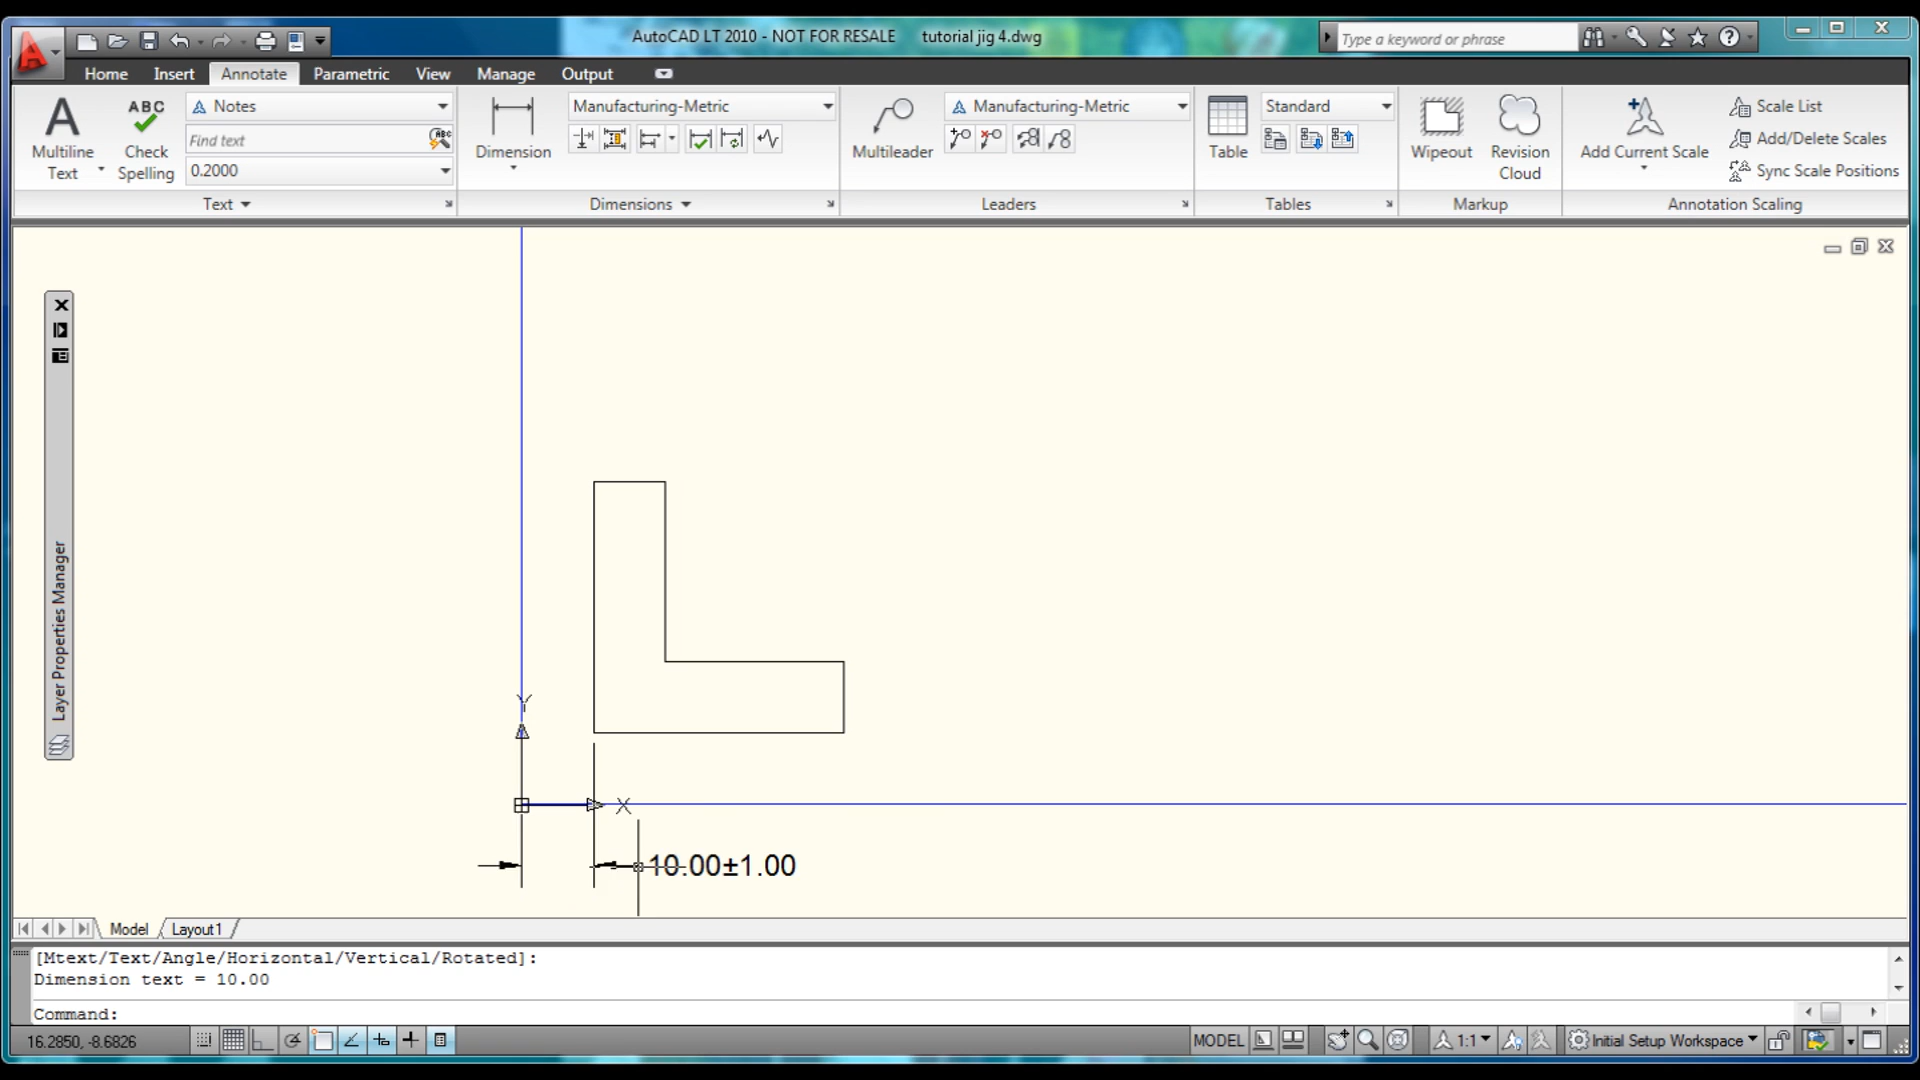 AutoCAD LT 2010 - NOT FOR RESALE tutorial jig 4.dwg
Type a keyword or phrase
Home Insert Annotate Parametric View Manage Output
A
Multiline
Text
ABC
Check
Spelling
Notes
Find text
ABC
0.2000
Text
Dimension
Manufacturing-Metric
Dimensions
Multileader
Manufacturing-Metric
Leaders
Table
Standard
Tables
Wipeout
Revision
Cloud
Markup
Add Current Scale
Scale List
Add/Delete Scales
Sync Scale Positions
Annotation Scaling
Layer Properties Manager
Y
X
10.00±1.00
Model Layout1
[Mtext/Text/Angle/Horizontal/Vertical/Rotated]:
Dimension text = 10.00
Command:
16.2850, -8.6826
MODEL
1:1
Initial Setup Workspace